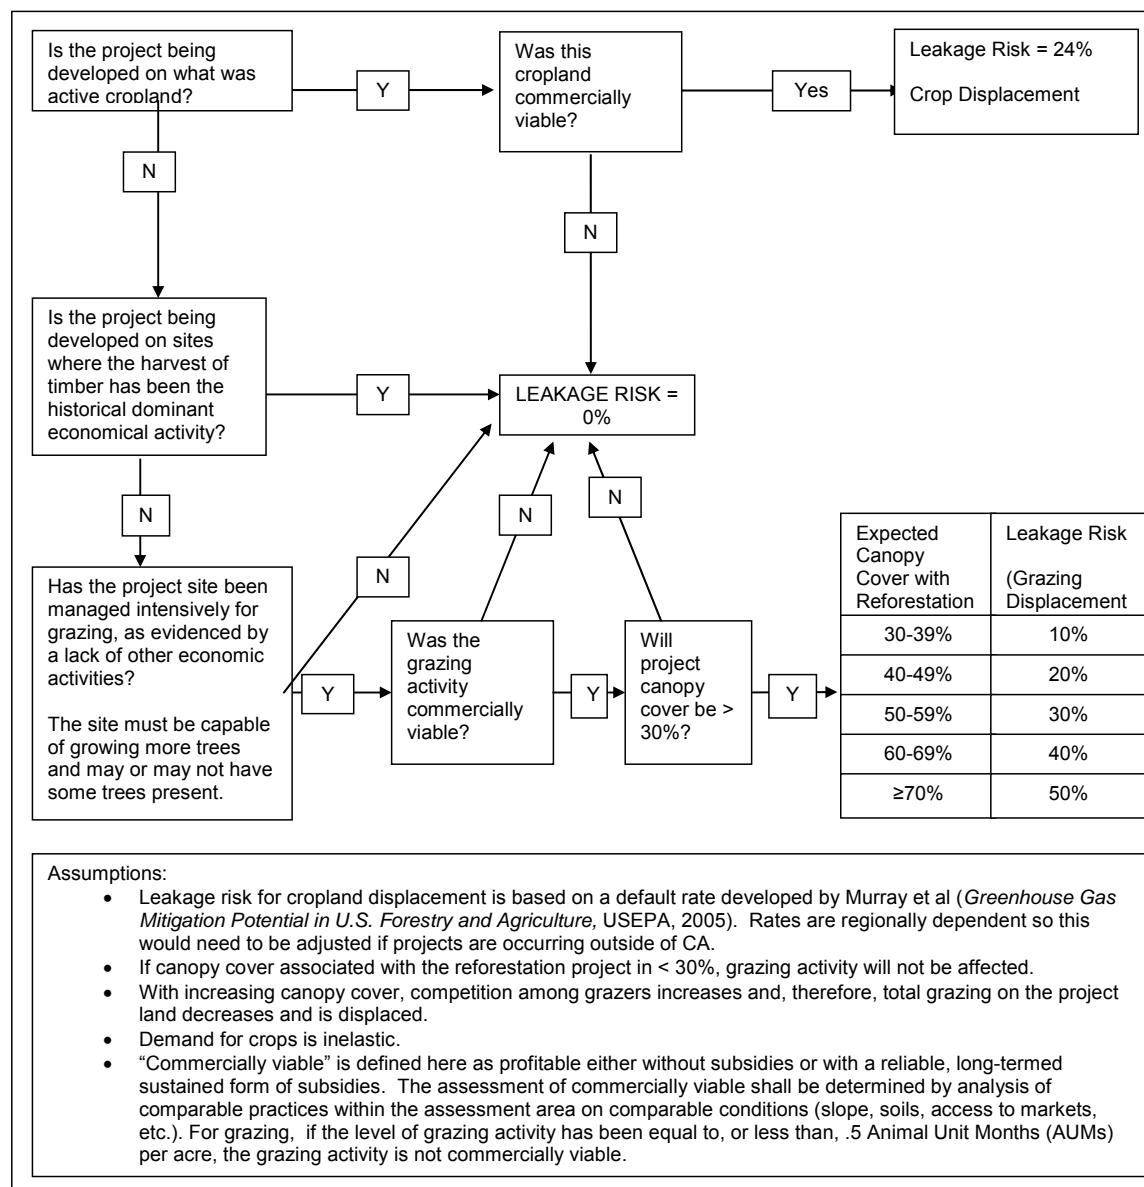 Is the project being
developed on what was
active cropland?
Y
Was this
cropland
commercially
viable?
Yes
Leakage Risk = 24%
Crop Displacement
N
N
Is the project being
developed on sites
where the harvest of
timber has been the
historical dominant
economical activity?
Y
LEAKAGE RISK =
0%
N
N
N
N
Has the project site been
managed intensively for
grazing, as evidenced by
a lack of other economic
activities?
The site must be capable
of growing more trees
and may or may not have
some trees present.
Y
Was the
grazing
activity
commercially
viable?
Y
Will
project
canopy
cover be >
30%?
Y
Expected
Canopy
Cover with
Reforestation
Leakage Risk
(Grazing
Displacement
30-39%
10%
40-49%
20%
50-59%
30%
60-69%
40%
≥70%
50%
Assumptions:
• Leakage risk for cropland displacement is based on a default rate developed by Murray et al (Greenhouse Gas
Mitigation Potential in U.S. Forestry and Agriculture, USEPA, 2005). Rates are regionally dependent so this
would need to be adjusted if projects are occurring outside of CA.
• If canopy cover associated with the reforestation project in < 30%, grazing activity will not be affected.
• With increasing canopy cover, competition among grazers increases and, therefore, total grazing on the project
land decreases and is displaced.
• Demand for crops is inelastic.
• “Commercially viable” is defined here as profitable either without subsidies or with a reliable, long-termed
sustained form of subsidies. The assessment of commercially viable shall be determined by analysis of
comparable practices within the assessment area on comparable conditions (slope, soils, access to markets,
etc.). For grazing, if the level of grazing activity has been equal to, or less than, .5 Animal Unit Months (AUMs)
per acre, the grazing activity is not commercially viable.